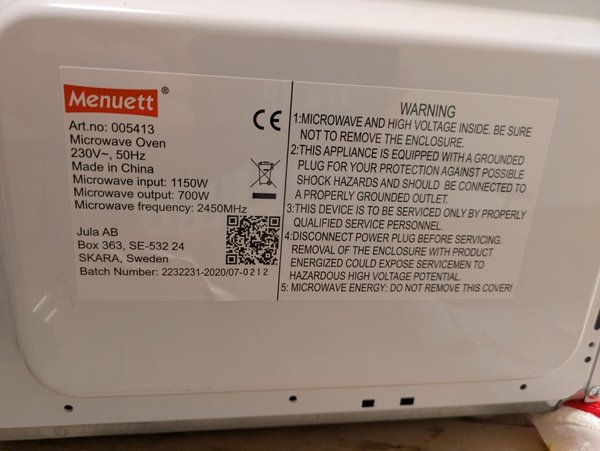 Menuett®
Art.no: 005413
Microwave Oven
230V~, 50Hz
Made in China
Microwave input: 1150W
Microwave output: 700W
Microwave frequency: 2450MHz
Jula AB
Box 363, SE-532 24
SKARA, Sweden
Batch Number: 2232231-2020/07-0212
CE
WARNING
1:MICROWAVE AND HIGH VOLTAGE INSIDE. BE SURE
NOT TO REMOVE THE ENCLOSURE.
2:THIS APPLIANCE IS EQUIPPED WITH A GROUNDED
PLUG FOR YOUR PROTECTION AGAINST POSSIBLE
SHOCK HAZARDS AND SHOULD BE CONNECTED TO
A PROPERLY GROUNDED OUTLET.
3:THIS DEVICE IS TO BE SERVICED ONLY BY PROPERLY
QUALIFIED SERVICE PERSONNEL.
4:DISCONNECT POWER PLUG BEFORE SERVICING.
REMOVAL OF THE ENCLOSURE WITH PRODUCT
ENERGIZED COULD EXPOSE SERVICEMEN TO
HAZARDOUS HIGH VOLTAGE POTENTIAL.
5: MICROWAVE ENERGY: DO NOT REMOVE THIS COVER!